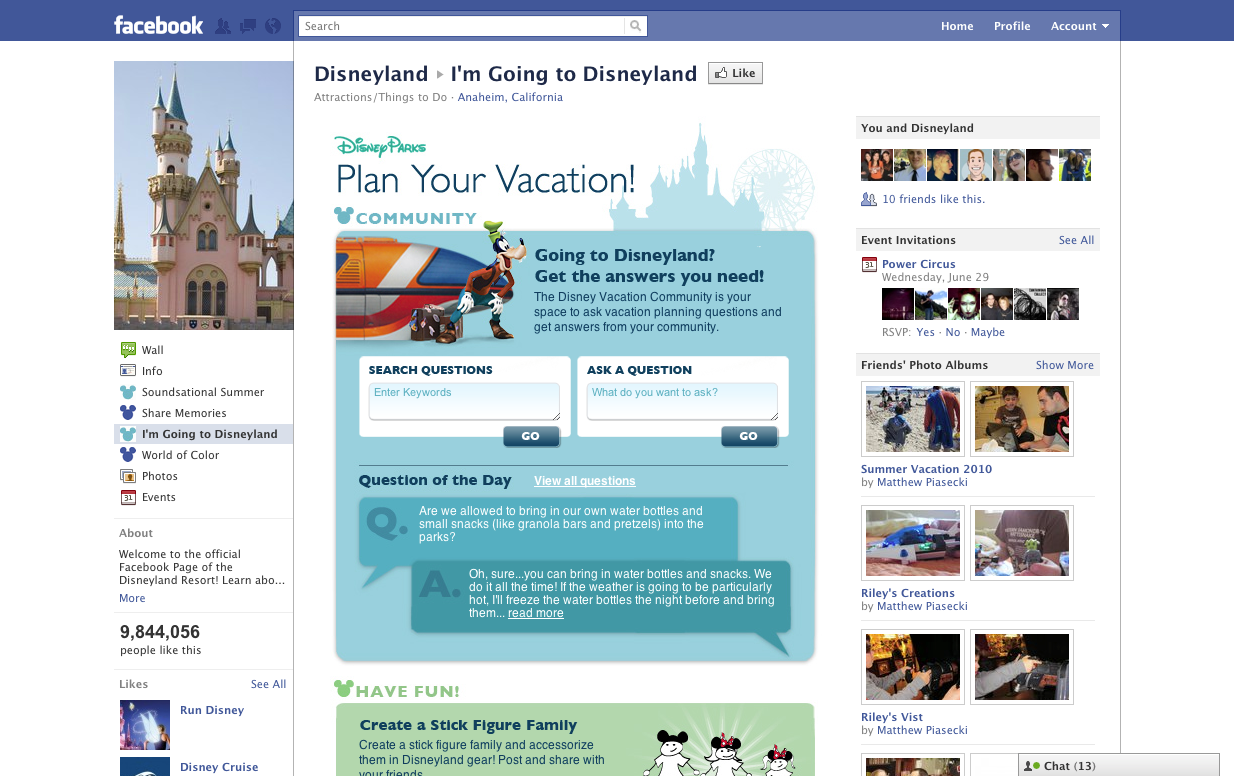 facebook
Search
Home Profile Account
Disneyland ▸ I'm Going to Disneyland
Like
Attractions/Things to Do · Anaheim, California
Wall
Info
Soundsational Summer
Share Memories
I'm Going to Disneyland
World of Color
Photos
31 Events
About
Welcome to the official
Facebook Page of the
Disneyland Resort! Learn abo...
More
9,844,056
people like this
Likes See All
Run Disney
Disney Cruise
Disney Parks
Plan Your Vacation!
COMMUNITY
Going to Disneyland?
Get the answers you need!
The Disney Vacation Community is your
space to ask vacation planning questions and
get answers from your community.
SEARCH QUESTIONS
Enter Keywords
GO
ASK A QUESTION
What do you want to ask?
GO
Question of the Day View all questions
Q.
Are we allowed to bring in our own water bottles and
small snacks (like granola bars and pretzels) into the
parks?
A.
Oh, sure...you can bring in water bottles and snacks. We
do it all the time! If the weather is going to be particularly
hot, I'll freeze the water bottles the night before and bring
them... read more
HAVE FUN!
Create a Stick Figure Family
Create a stick figure family and accessorize
them in Disneyland gear! Post and share with
your friends.
You and Disneyland
10 friends like this.
Event Invitations See All
31 Power Circus
Wednesday, June 29
RSVP: Yes · No · Maybe
Friends' Photo Albums Show More
Summer Vacation 2010
by Matthew Piasecki
Riley's Creations
by Matthew Piasecki
Riley's Vist
by Matthew Piasecki
Chat (13)